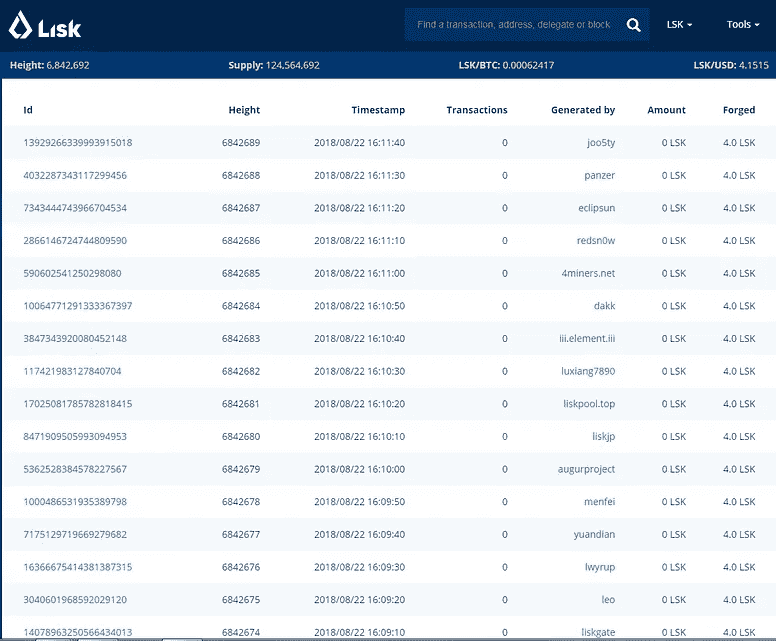 Lisk Find a transaction, address, delegate or block LSK Tools
Height: 6,842,692 Supply: 124,564,692 LSK/BTC: 0.00062417 LSK/USD: 4.1515
Id Height Timestamp Transactions Generated by Amount Forged
13929266339993915018 6842689 2018/08/22 16:11:40 0 joo5ty 0 LSK 4.0 LSK
4032287343117299456 6842688 2018/08/22 16:11:30 0 panzer 0 LSK 4.0 LSK
7343444743966704534 6842687 2018/08/22 16:11:20 0 eclipsun 0 LSK 4.0 LSK
2866146724744809590 6842686 2018/08/22 16:11:10 0 redsn0w 0 LSK 4.0 LSK
590602541250298080 6842685 2018/08/22 16:11:00 0 4miners.net 0 LSK 4.0 LSK
10064771291333367397 6842684 2018/08/22 16:10:50 0 dakk 0 LSK 4.0 LSK
3847343920080452148 6842683 2018/08/22 16:10:40 0 iii.element.iii 0 LSK 4.0 LSK
117421983127840704 6842682 2018/08/22 16:10:30 0 luxiang7890 0 LSK 4.0 LSK
17025081785782818415 6842681 2018/08/22 16:10:20 0 liskpool.top 0 LSK 4.0 LSK
8471909505993094953 6842680 2018/08/22 16:10:10 0 liskjp 0 LSK 4.0 LSK
5362528384578227567 6842679 2018/08/22 16:10:00 0 augurproject 0 LSK 4.0 LSK
1000486531935389798 6842678 2018/08/22 16:09:50 0 menfei 0 LSK 4.0 LSK
7175129719669279682 6842677 2018/08/22 16:09:40 0 yuandian 0 LSK 4.0 LSK
16366675414381387315 6842676 2018/08/22 16:09:30 0 lwyrup 0 LSK 4.0 LSK
3040601968592029120 6842675 2018/08/22 16:09:20 0 leo 0 LSK 4.0 LSK
14078963250566434013 6842674 2018/08/22 16:09:10 0 liskgate 0 LSK 4.0 LSK